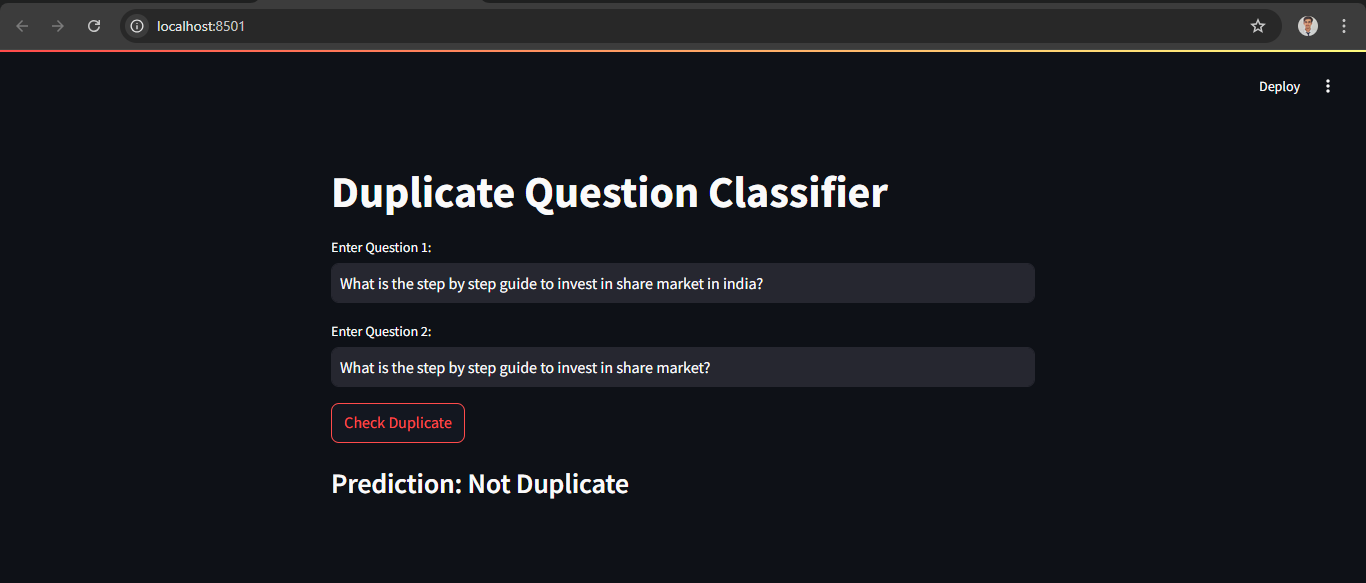 localhost:8501
Deploy
Duplicate Question Classifier
Enter Question 1:
What is the step by step guide to invest in share market in india?
Enter Question 2:
What is the step by step guide to invest in share market?
Check Duplicate
Prediction: Not Duplicate